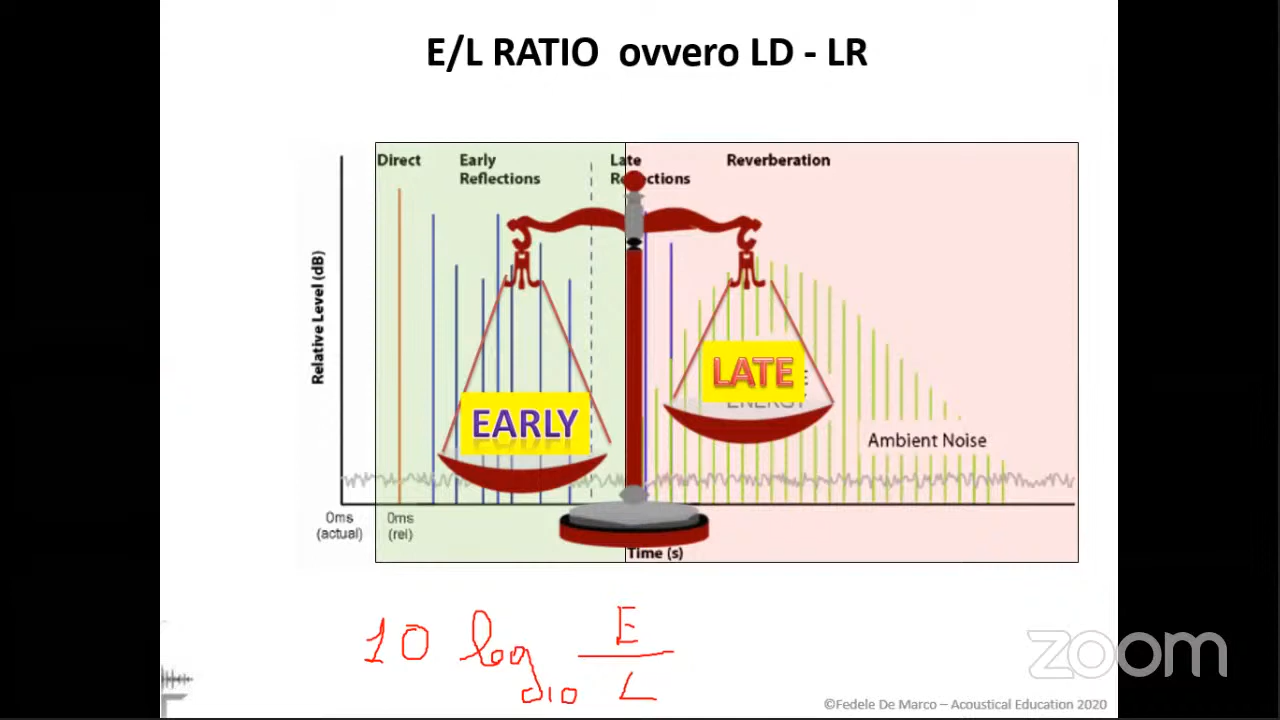 E/L RATIO ovvero LD - LR
Direct
Early
Reflections
Late
Reverberation
Relative Level (dB)
EARLY
LATE
ENERGY
Ambient Noise
0ms
(actual)
0ms
(rel)
Time (s)
10 log10 E
L
zoom
©Fedele De Marco – Acoustical Education 2020